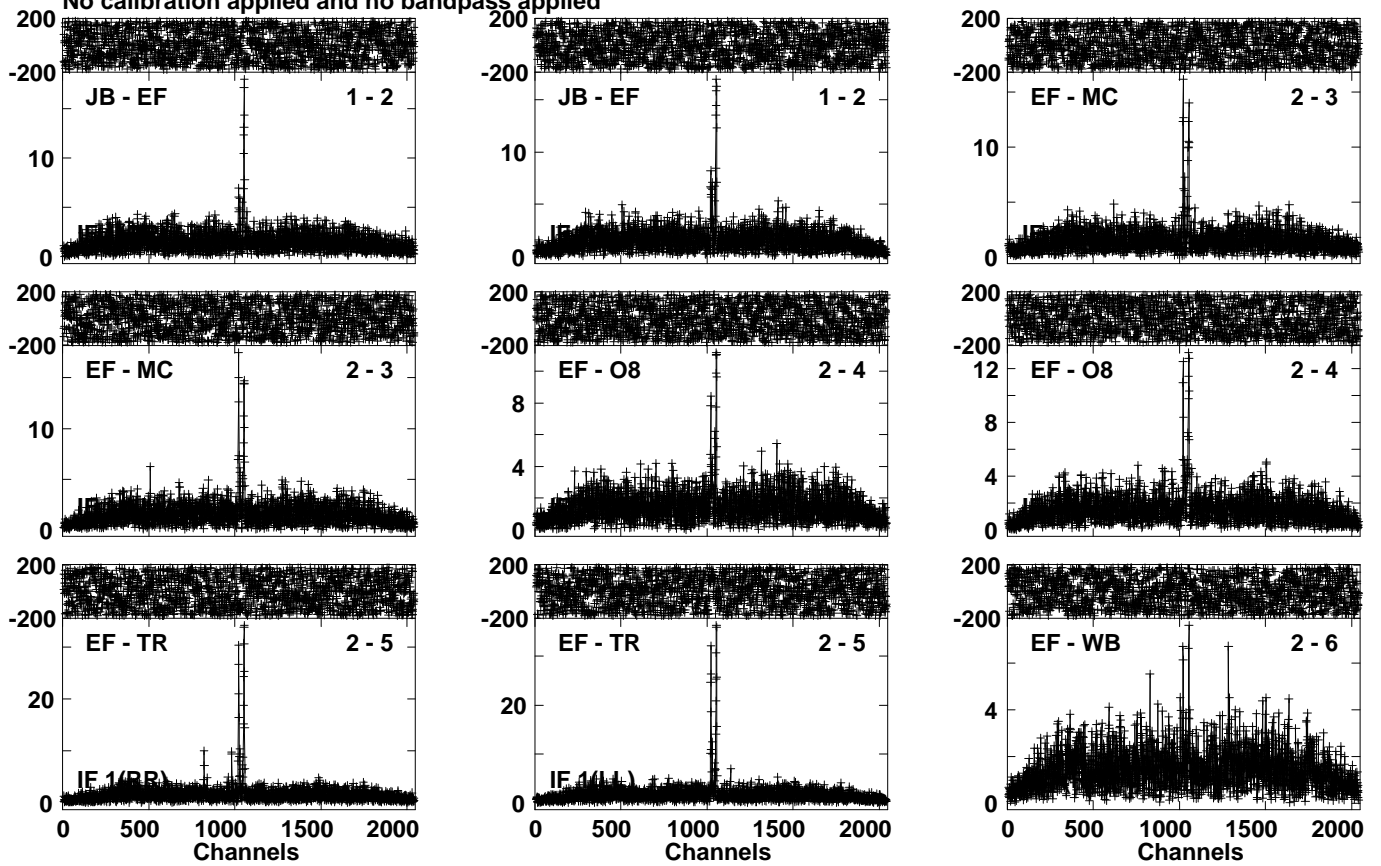 No calibration applied and no bandpass applied
200 200 200
-200 -200 -200
JB - EF 1 - 2 JB - EF 1 - 2 EF - MC 2 - 3
10 10 10
0 0 0
200 200 200
-200 -200 -200
EF - MC 2 - 3 EF - O8 2 - 4 EF - O8 2 - 4
12
10 8 8
4 4
0 0 0
200 200 200
-200 -200 -200
EF - TR 2 - 5 EF - TR 2 - 5 EF - WB 2 - 6
20 20 4
IF 1(RR) IF 1(LL)
0 0 0
0 500 1000 1500 2000 0 500 1000 1500 2000 0 500 1000 1500 2000
Channels Channels Channels